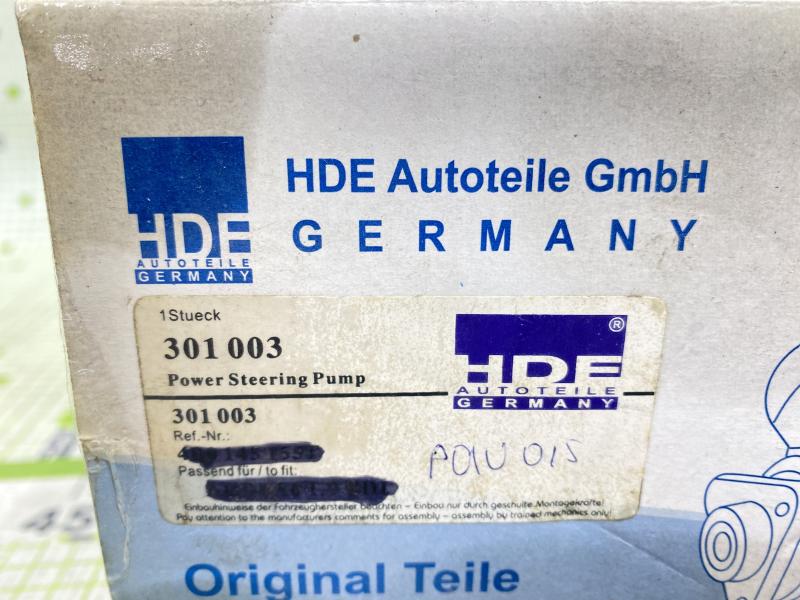 HDE
AUTOTEILE
GERMANY
HDE Autoteile GmbH
GERMANY
1Stueck
301 003
Power Steering Pump
HDE ®
AUTOTEILE
GERMANY
301 003
Ref.-Nr.:
Passend für / to fit:
Einbauhinweise der Fahrzeughersteller beachten – Einbau nur durch geschulte Montagekräfte!
Pay attention to the manufacturers comments for assembly – assembly by trained mechanics only!
Original Teile
45